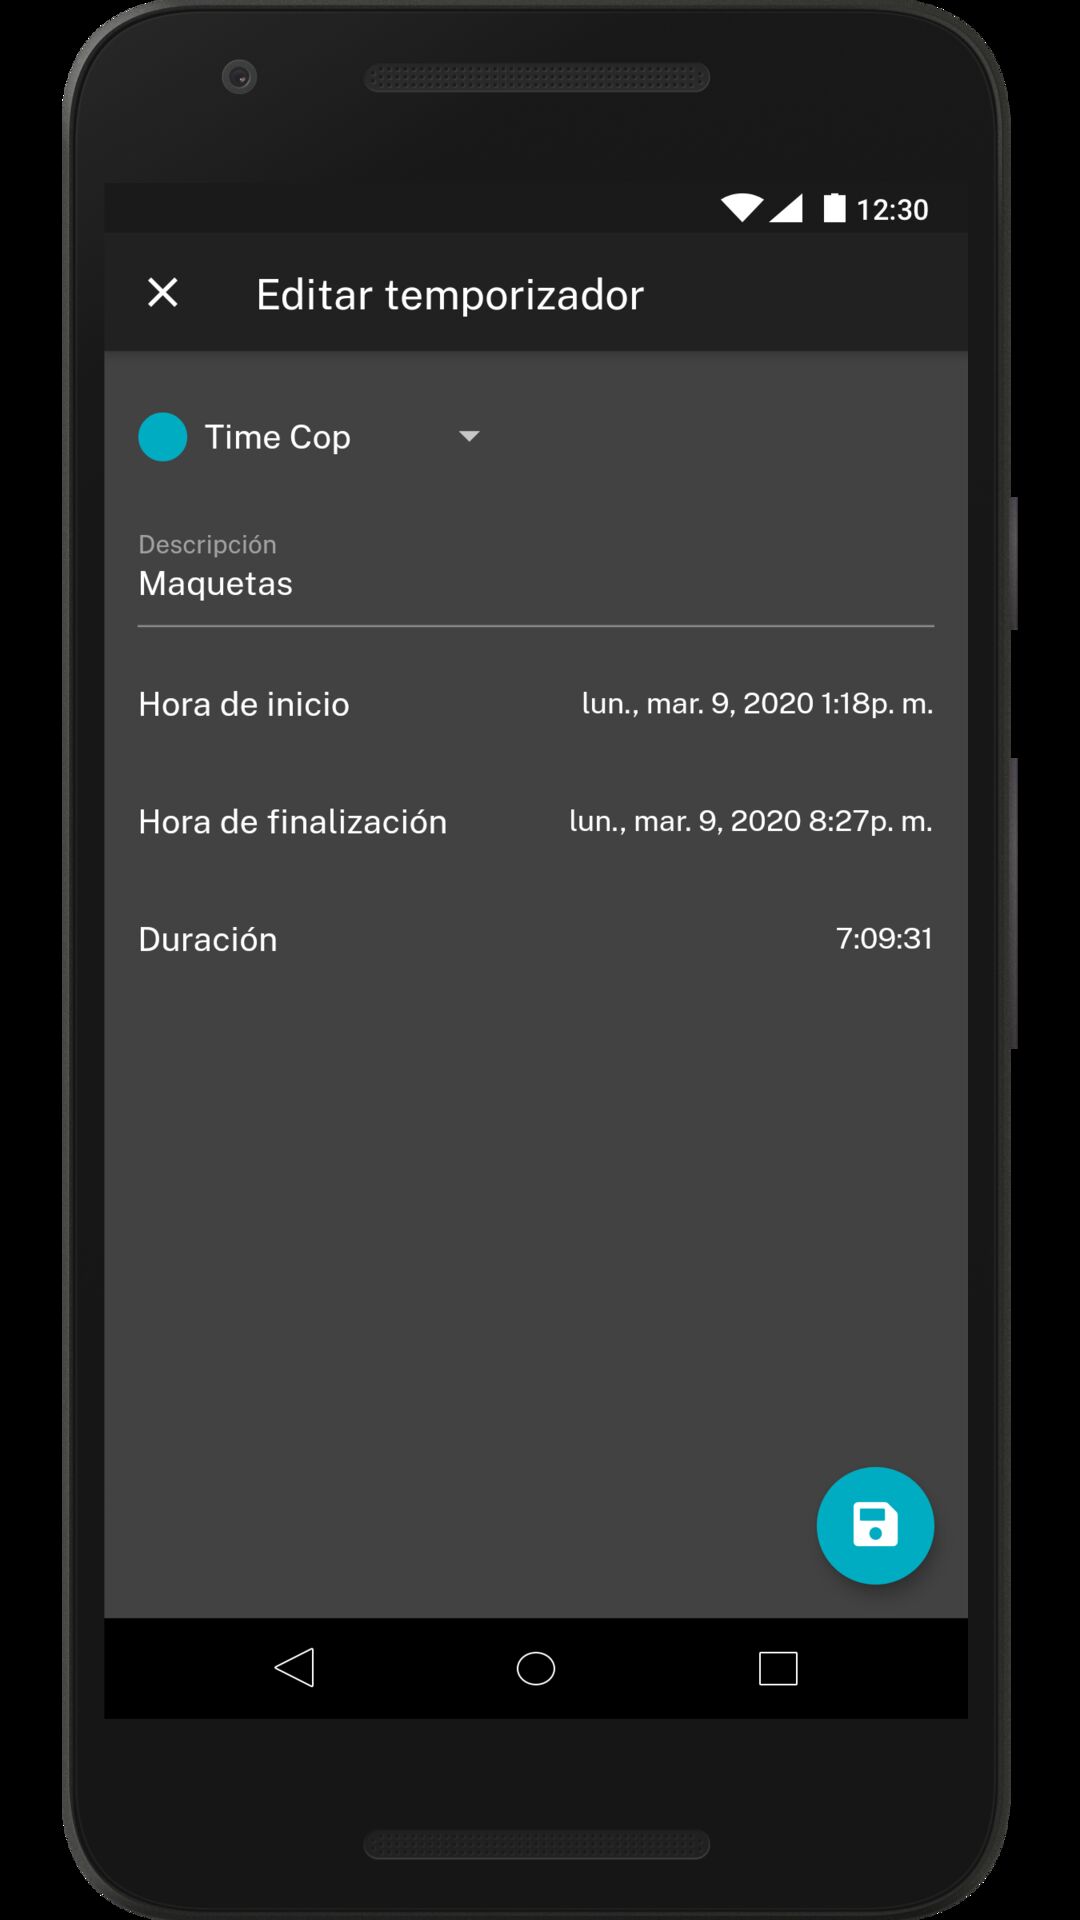 12:30
Editar temporizador
Time Cop
Descripción
Maquetas
Hora de inicio lun., mar. 9, 2020 1:18p. m.
Hora de finalización lun., mar. 9, 2020 8:27p. m.
Duración 7:09:31